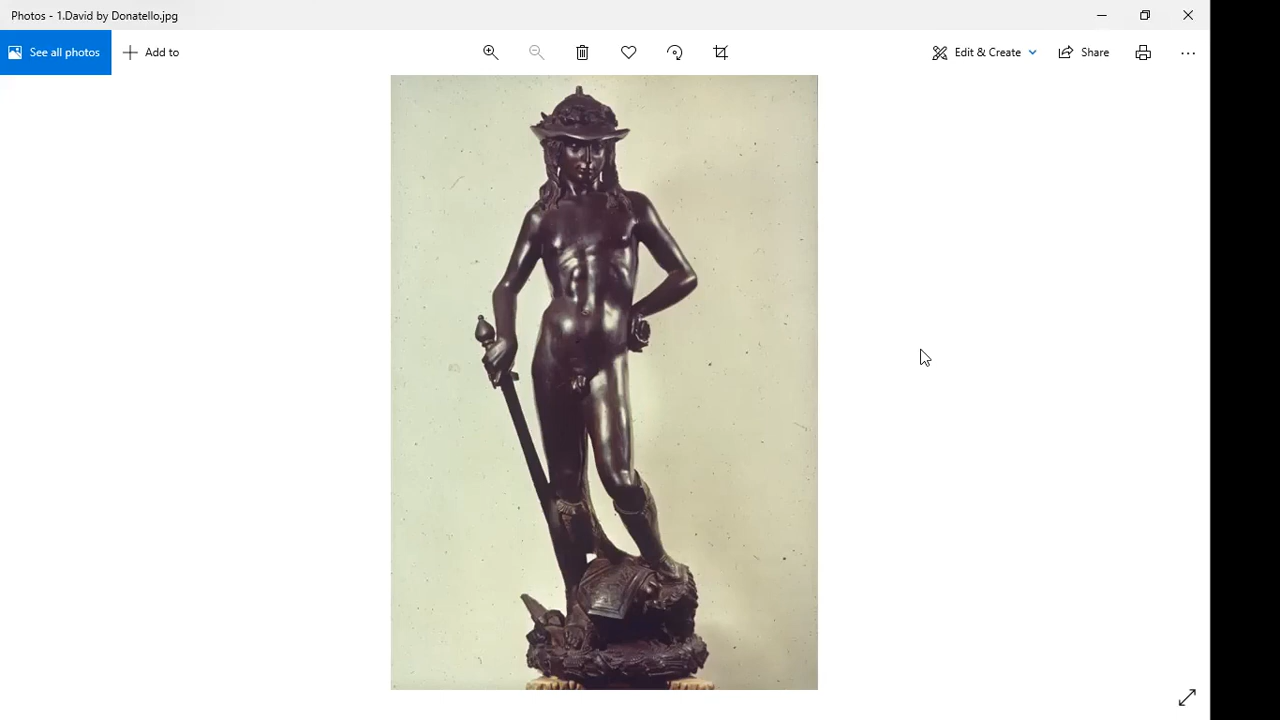 Photos - 1.David by Donatello.jpg
See all photos
Add to
Edit & Create
Share